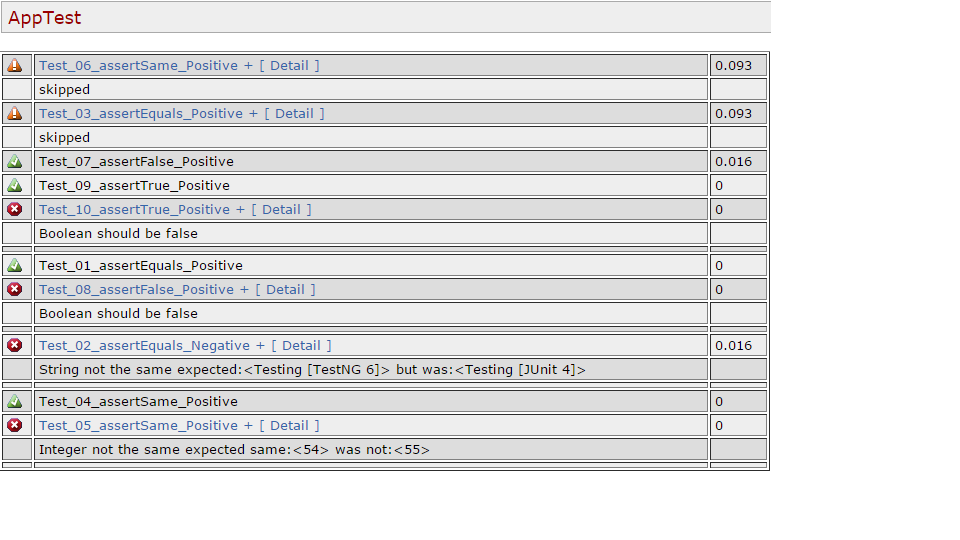 AppTest
Test_06_assertSame_Positive + [ Detail ] 0.093
skipped
Test_03_assertEquals_Positive + [ Detail ] 0.093
skipped
Test_07_assertFalse_Positive 0.016
Test_09_assertTrue_Positive 0
Test_10_assertTrue_Positive + [ Detail ] 0
Boolean should be false
Test_01_assertEquals_Positive 0
Test_08_assertFalse_Positive + [ Detail ] 0
Boolean should be false
Test_02_assertEquals_Negative + [ Detail ] 0.016
String not the same expected:<Testing [TestNG 6]> but was:<Testing [JUnit 4]>
Test_04_assertSame_Positive 0
Test_05_assertSame_Positive + [ Detail ] 0
Integer not the same expected same:<54> was not:<55>